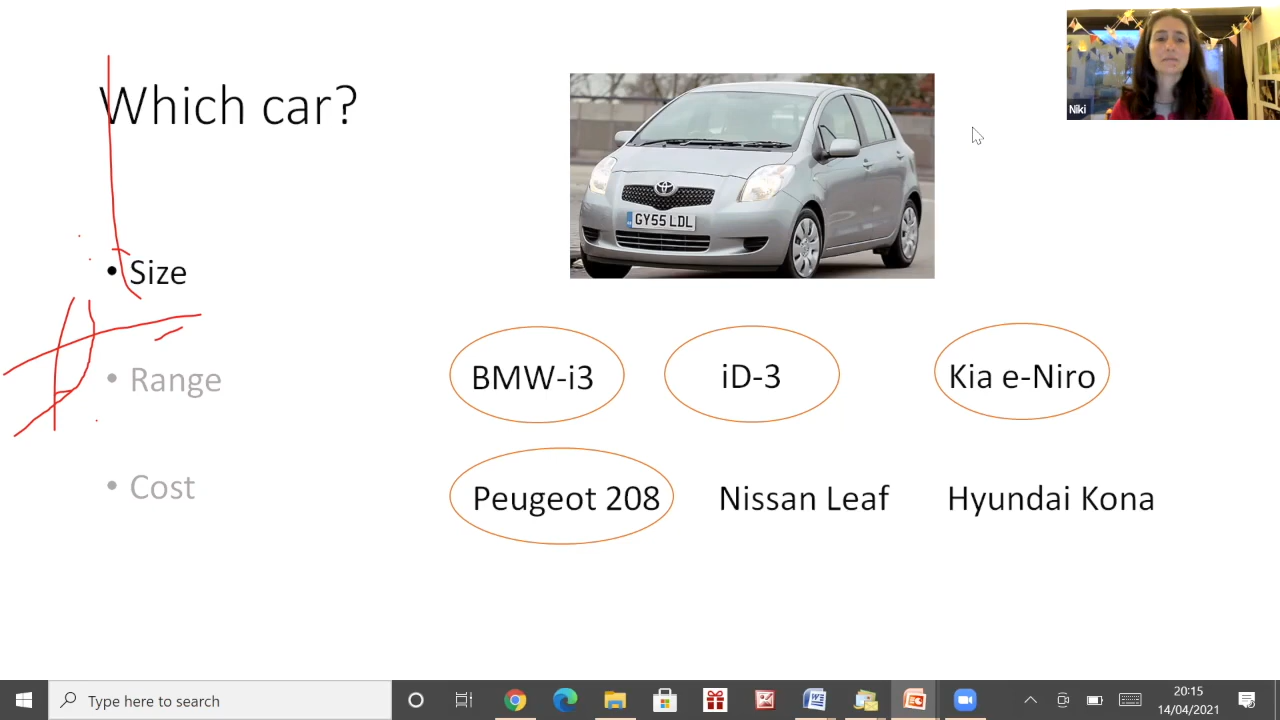 Which car?
Niki
GY55 LDL
• Size
• Range
• Cost
BMW-i3
iD-3
Kia e-Niro
Peugeot 208
Nissan Leaf
Hyundai Kona
Type here to search
20:15
14/04/2021